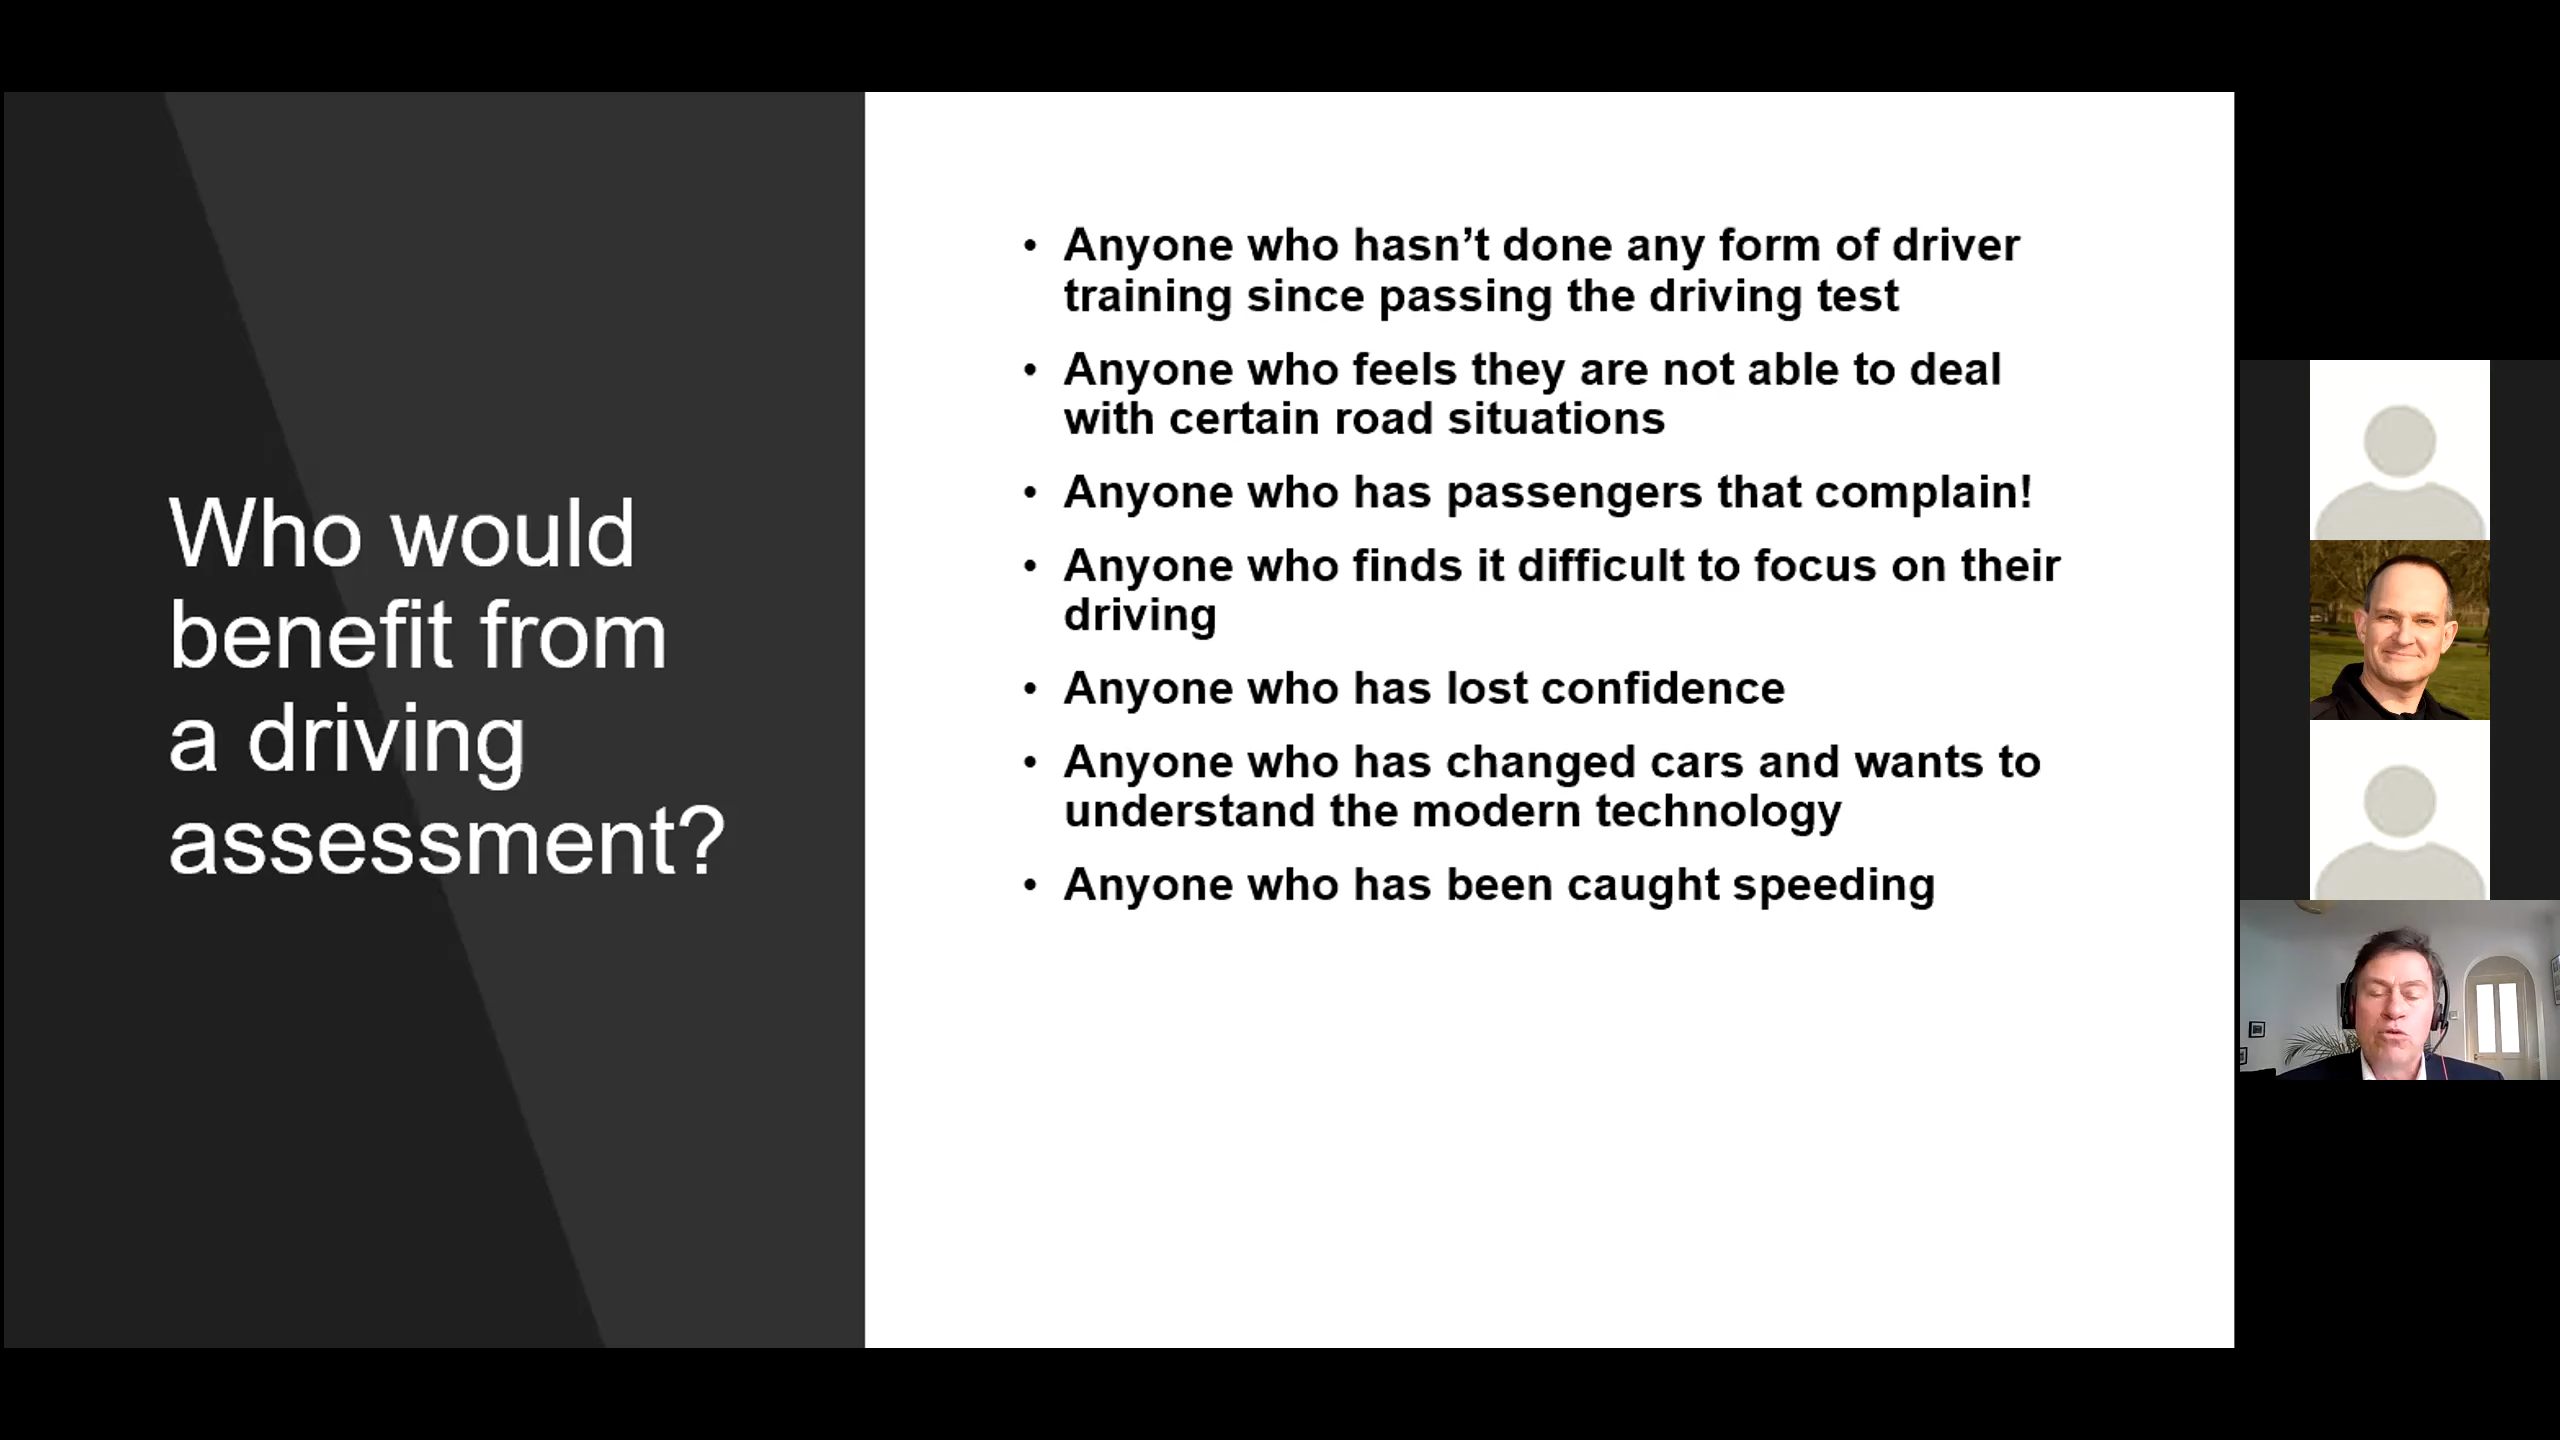 Who would
benefit from
a driving
assessment?
• Anyone who hasn’t done any form of driver
training since passing the driving test
• Anyone who feels they are not able to deal
with certain road situations
• Anyone who has passengers that complain!
• Anyone who finds it difficult to focus on their
driving
• Anyone who has lost confidence
• Anyone who has changed cars and wants to
understand the modern technology
• Anyone who has been caught speeding